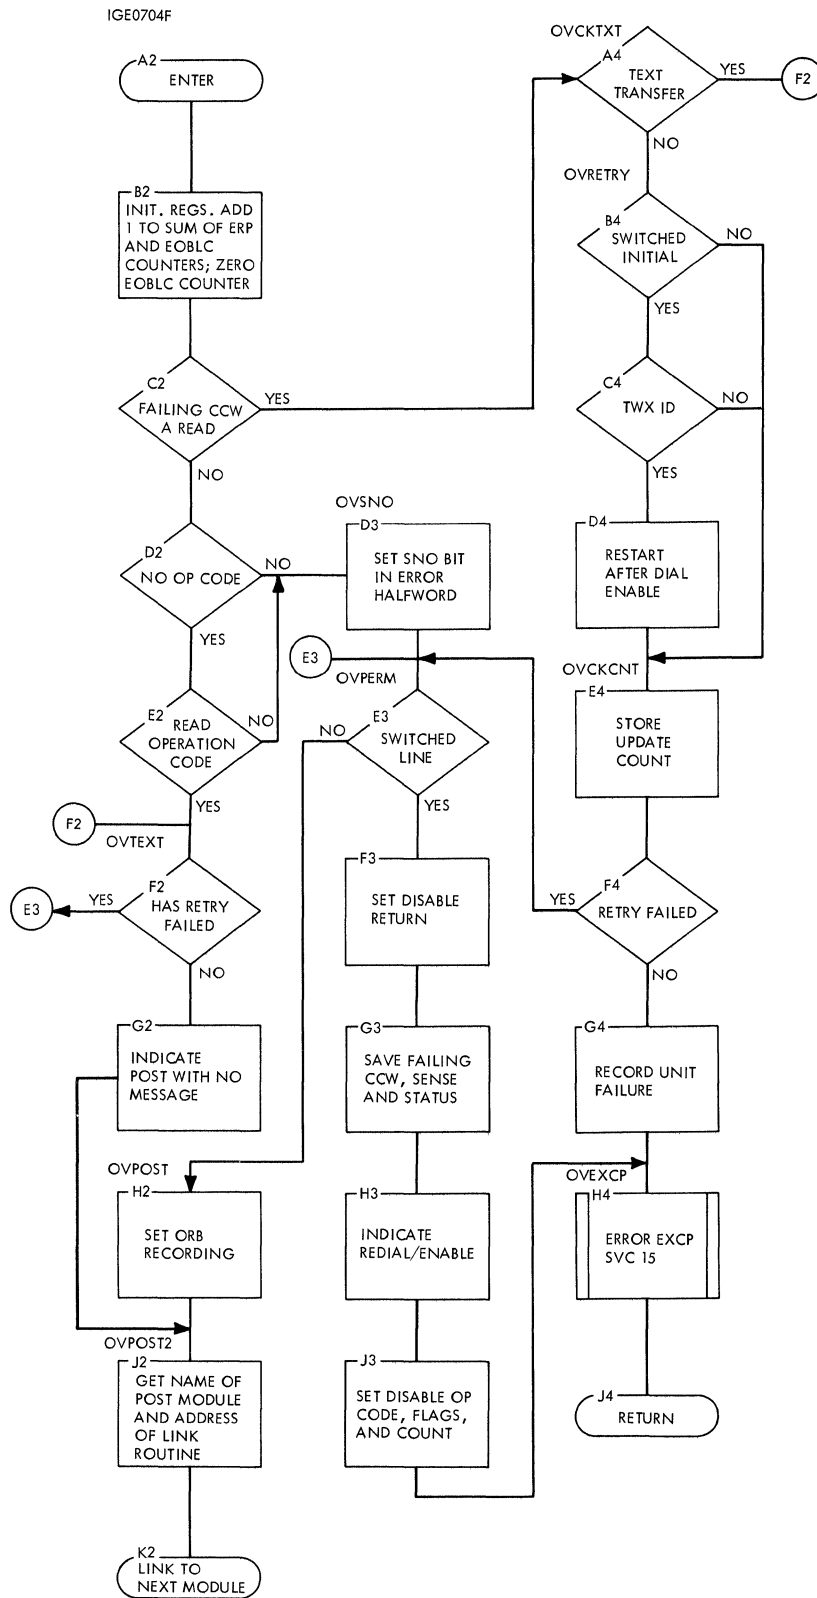 IGE0704F
A2
ENTER
B2
INIT. REGS. ADD
1 TO SUM OF ERP
AND EOBLC
COUNTERS; ZERO
EOBLC COUNTER
C2
FAILING CCW
A READ
YES
NO
D2
NO OP CODE
NO
YES
E2
READ
OPERATION
CODE
NO
YES
F2
OVTEXT
F2
HAS RETRY
FAILED
YES
E3
NO
G2
INDICATE
POST WITH NO
MESSAGE
OVPOST
H2
SET ORB
RECORDING
OVPOST2
J2
GET NAME OF
POST MODULE
AND ADDRESS
OF LINK
ROUTINE
K2
LINK TO
NEXT MODULE
OVSNO
D3
SET SNO BIT
IN ERROR
HALFWORD
E3
OVPERM
E3
SWITCHED
LINE
NO
YES
F3
SET DISABLE
RETURN
G3
SAVE FAILING
CCW, SENSE
AND STATUS
H3
INDICATE
REDIAL/ENABLE
J3
SET DISABLE OP
CODE, FLAGS,
AND COUNT
OVCKTXT
A4
TEXT
TRANSFER
YES
F2
NO
OVRETRY
B4
SWITCHED
INITIAL
NO
YES
C4
TWX ID
NO
YES
D4
RESTART
AFTER DIAL
ENABLE
OVCKCNT
E4
STORE
UPDATE
COUNT
F4
RETRY FAILED
YES
NO
G4
RECORD UNIT
FAILURE
OVEXCP
H4
ERROR EXCP
SVC 15
J4
RETURN